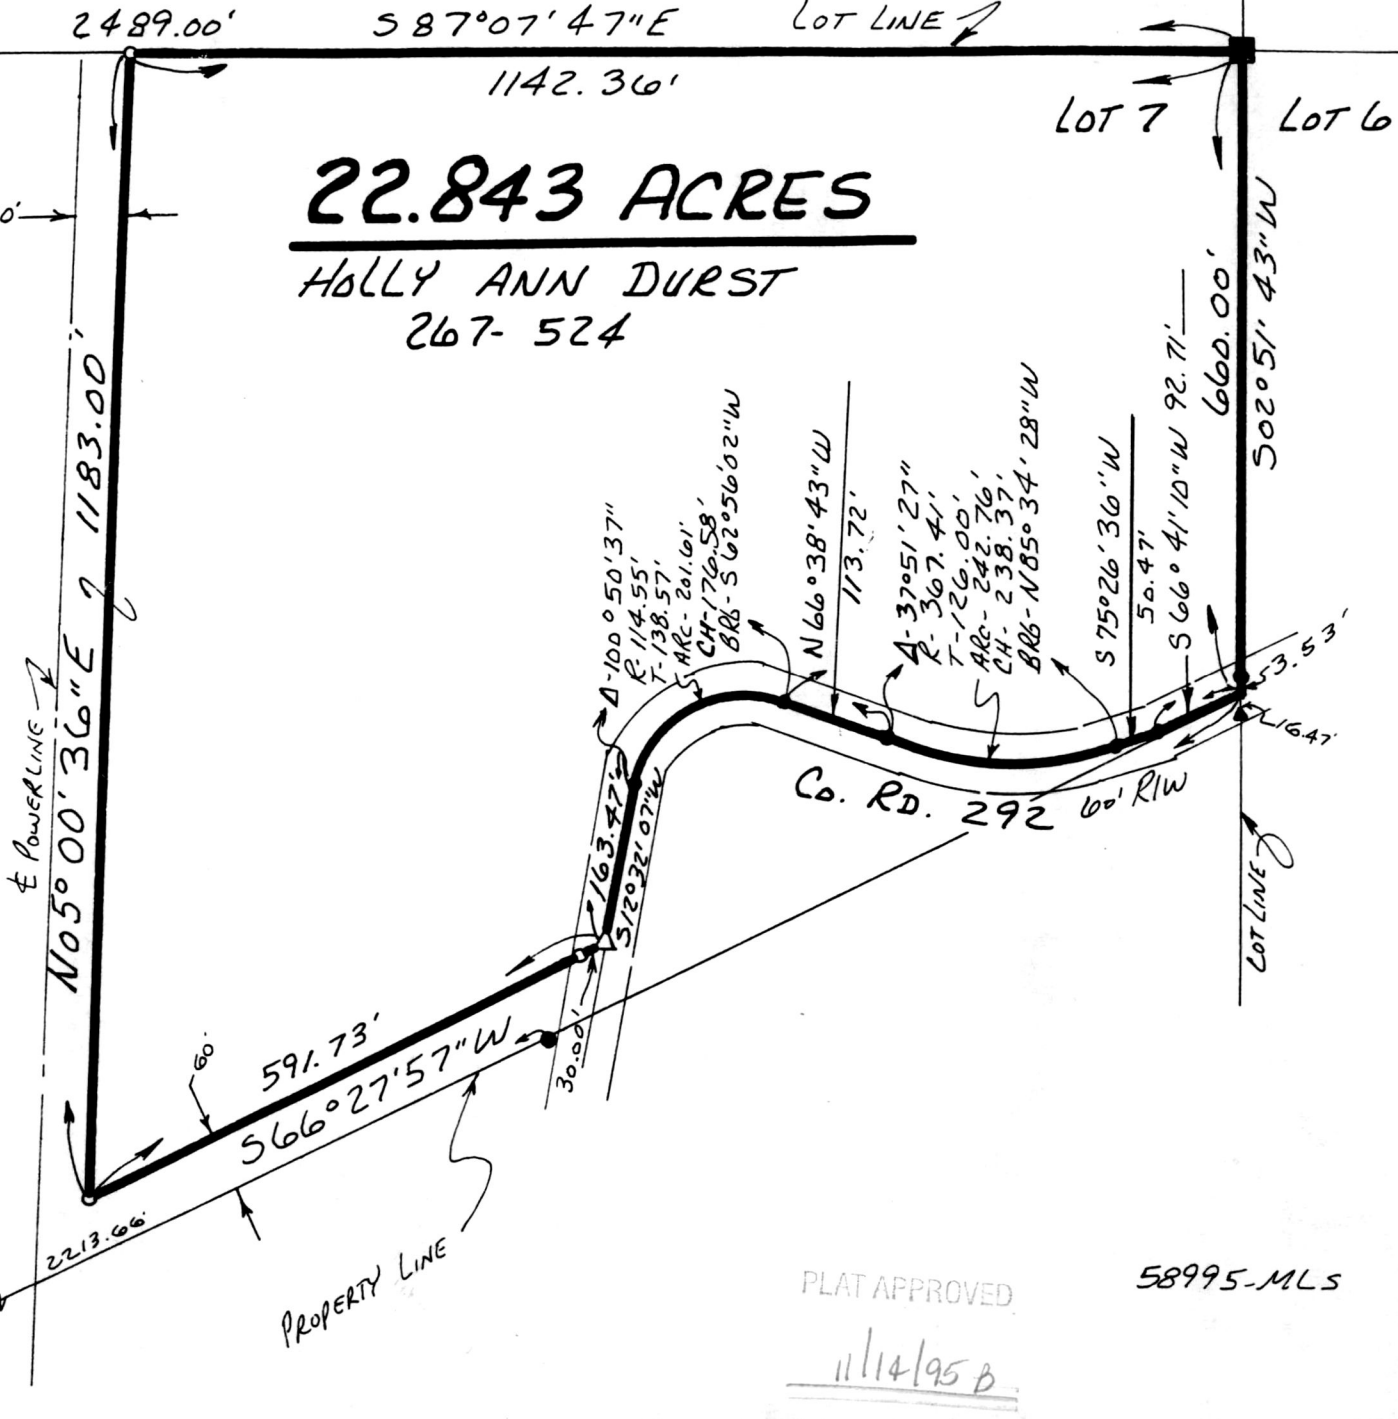 2489.00'
S87°07'47"E
LOT LINE
1142.36'
LOT 7
LOT 6
22.843 ACRES
HOLLY ANN DURST
267-524
0'
N05°00'36"E 1183.00'
℄ POWERLINE
660.00'
S02°51'43"W
Δ-100°50'37"
R-114.55'
T-138.57'
ARC-201.61'
CH-176.58'
BRG-S62°56'02"W
N66°38'43"W
113.72'
Δ-37°51'27"
R-367.41'
T-126.00'
ARC-242.76'
CH-238.37'
BRG-N85°34'28"W
S75°26'36"W
50.47'
S66°41'10"W 92.71'
53.53'
16.47'
CO. RD. 292 60' R/W
163.47'
S12°32'07"W
LOT LINE
30.00'
591.73'
S66°27'57"W
60'
2213.66'
PROPERTY LINE
58995-MLS
PLAT APPROVED
11/14/95 B